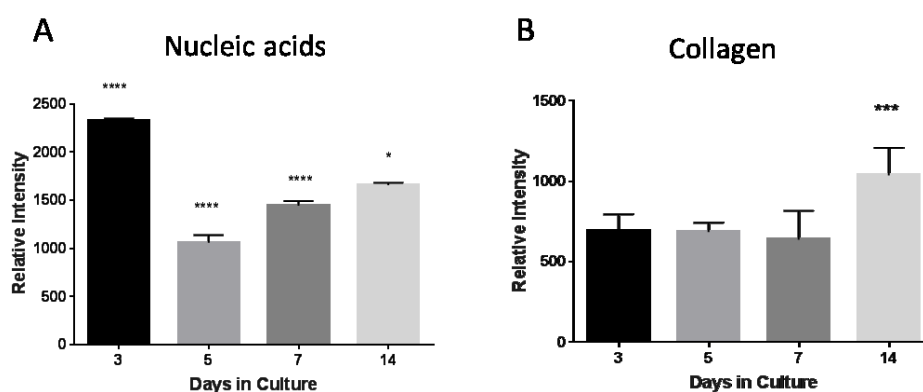 A
Nucleic acids
****
****
****
*
2500
2000
1500
1000
500
0
Relative Intensity
3 5 7 14
Days in Culture
B
Collagen
***
1500
1000
500
0
Relative Intensity
3 5 7 14
Days in Culture